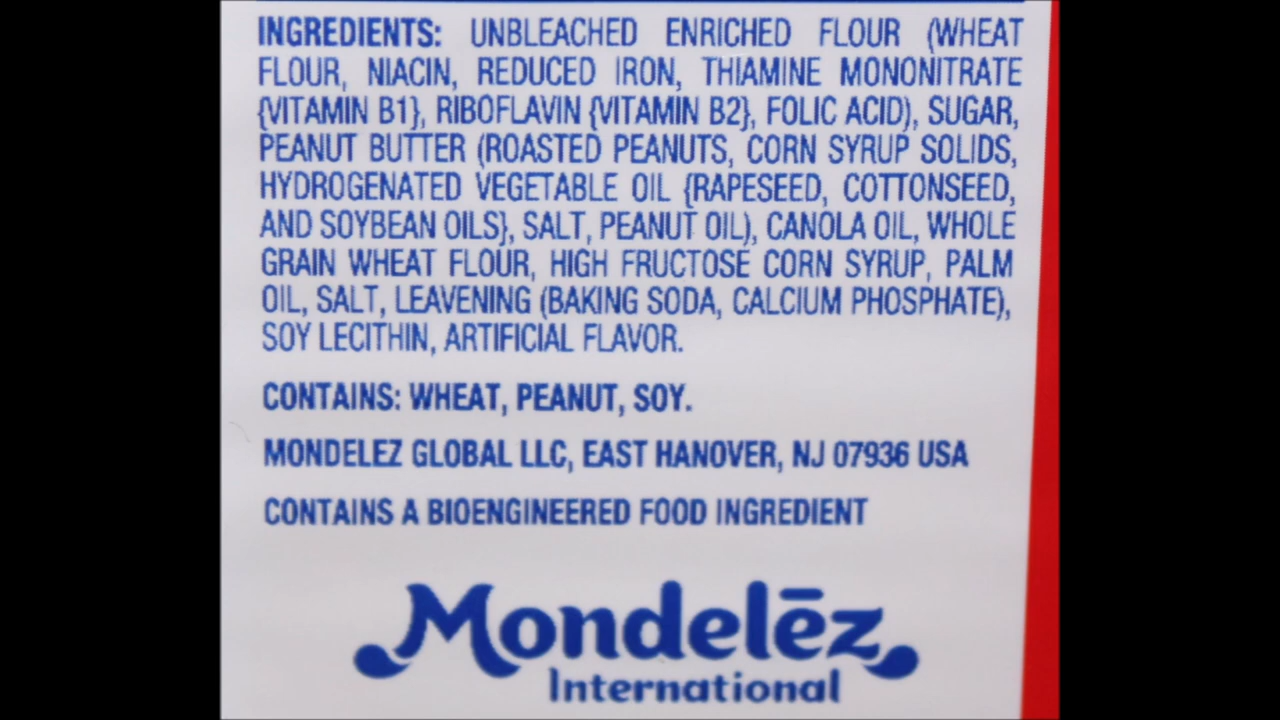 INGREDIENTS: UNBLEACHED ENRICHED FLOUR (WHEAT
FLOUR, NIACIN, REDUCED IRON, THIAMINE MONONITRATE
{VITAMIN B1}, RIBOFLAVIN {VITAMIN B2}, FOLIC ACID), SUGAR,
PEANUT BUTTER (ROASTED PEANUTS, CORN SYRUP SOLIDS,
HYDROGENATED VEGETABLE OIL {RAPESEED, COTTONSEED,
AND SOYBEAN OILS}, SALT, PEANUT OIL), CANOLA OIL, WHOLE
GRAIN WHEAT FLOUR, HIGH FRUCTOSE CORN SYRUP, PALM
OIL, SALT, LEAVENING (BAKING SODA, CALCIUM PHOSPHATE),
SOY LECITHIN, ARTIFICIAL FLAVOR.
CONTAINS: WHEAT, PEANUT, SOY.
MONDELEZ GLOBAL LLC, EAST HANOVER, NJ 07936 USA
CONTAINS A BIOENGINEERED FOOD INGREDIENT
Mondelēz
International